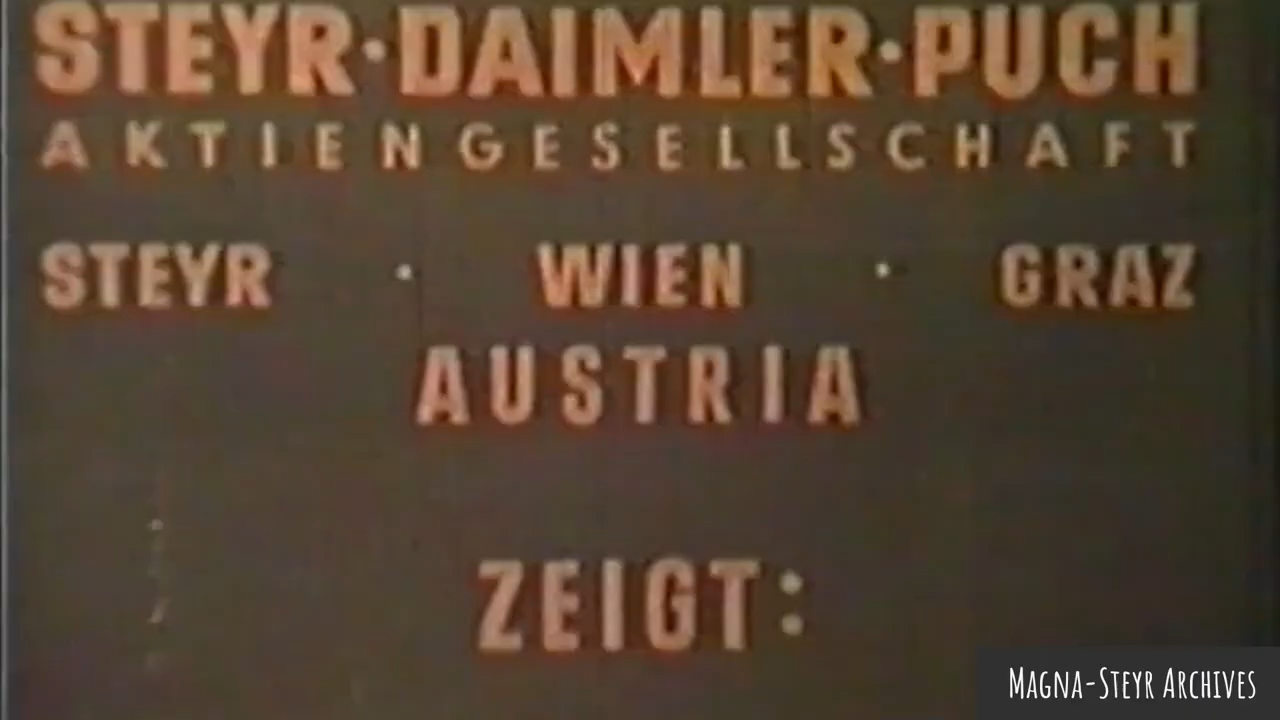 STEYR·DAIMLER·PUCH
AKTIENGESELLSCHAFT
STEYR · WIEN · GRAZ
AUSTRIA
ZEIGT:
MAGNA-STEYR ARCHIVES